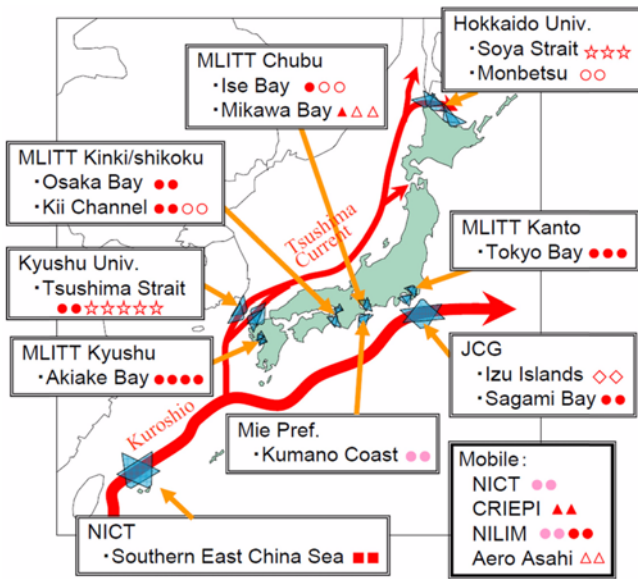 Hokkaido Univ.
・Soya Strait ☆☆☆
・Monbetsu ○○
MLITT Chubu
・Ise Bay ●○○
・Mikawa Bay ▲△△
MLITT Kinki/shikoku
・Osaka Bay ●●
・Kii Channel ●●○○
Tsushima
Current
MLITT Kanto
・Tokyo Bay ●●●
Kyushu Univ.
・Tsushima Strait
●●☆☆☆☆☆
MLITT Kyushu
・Akiake Bay ●●●●
JCG
・Izu Islands ◇◇
・Sagami Bay ●●
Kuroshio
Mie Pref.
・Kumano Coast ●●
Mobile:
NICT ●●
CRIEPI ▲▲
NILIM ●●●●
Aero Asahi △△
NICT
・Southern East China Sea ■■